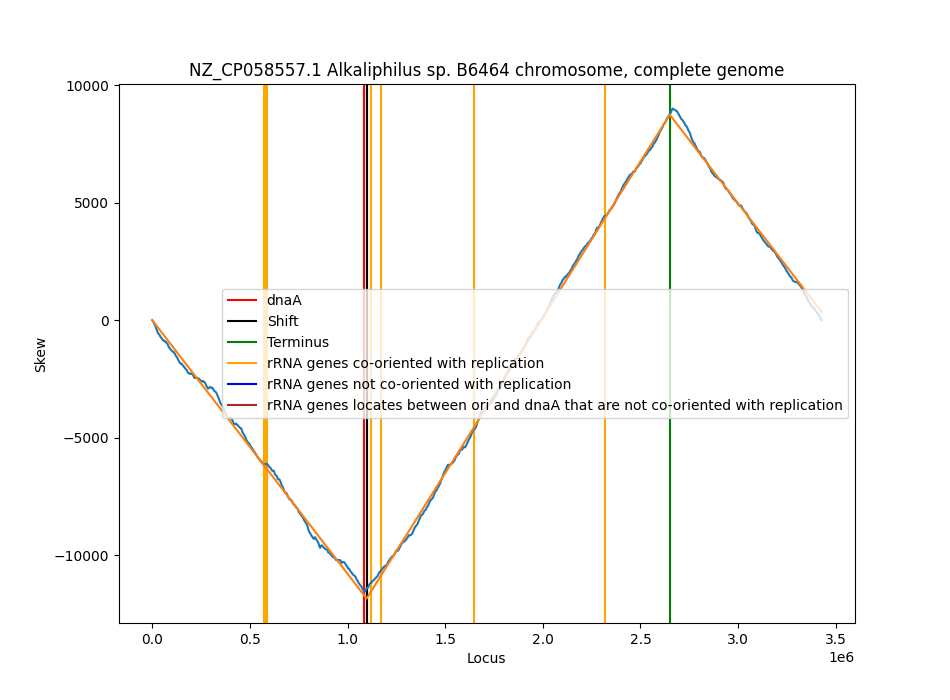 NZ_CP058557.1 Alkaliphilus sp. B6464 chromosome, complete genome
10000
5000
0
−5000
−10000
Skew
dnaA
Shift
Terminus
rRNA genes co-oriented with replication
rRNA genes not co-oriented with replication
rRNA genes locates between ori and dnaA that are not co-oriented with replication
0.0 0.5 1.0 1.5 2.0 2.5 3.0 3.5
Locus
1e6